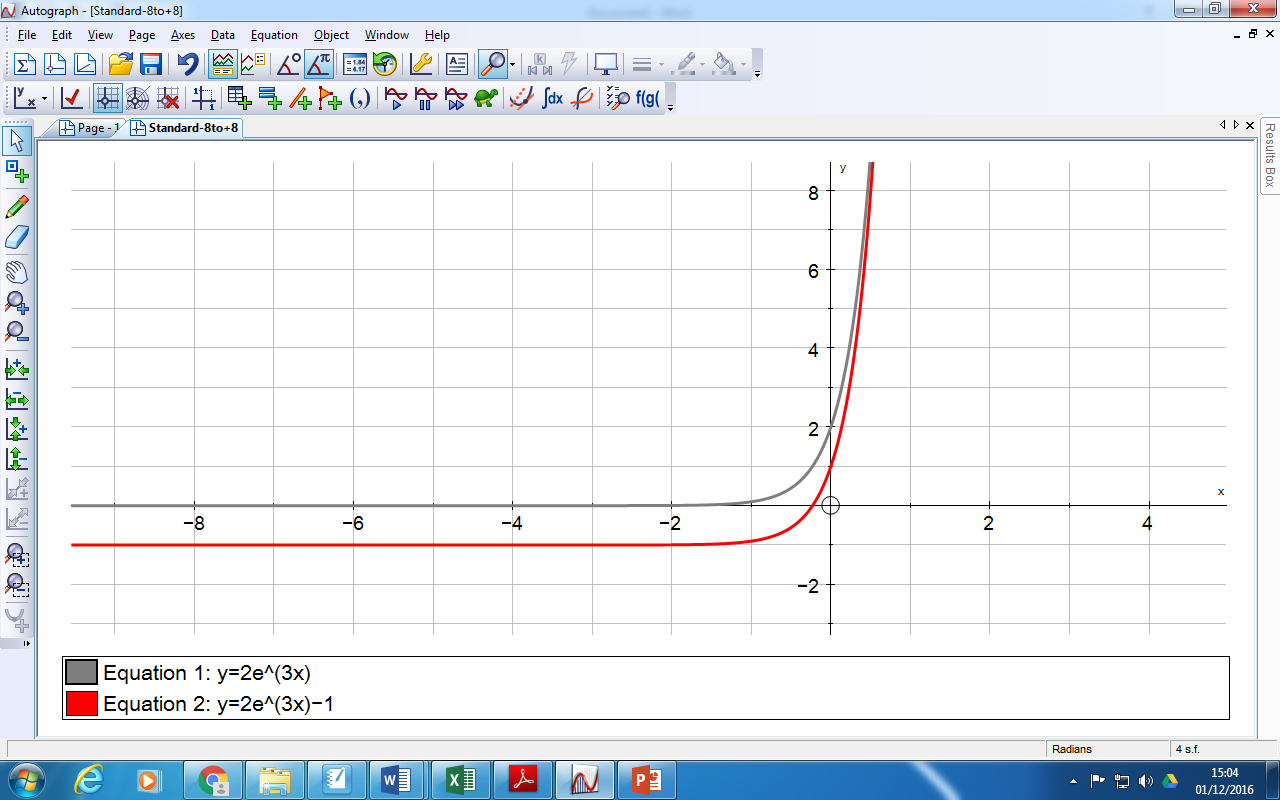 Autograph - [Standard-8to+8]
File Edit View Page Axes Data Equation Object Window Help
Page - 1 Standard-8to+8
Results Box
y
8
6
4
2
x
−8 −6 −4 −2 2 4
−2
Equation 1: y=2e^(3x)
Equation 2: y=2e^(3x)−1
Radians 4 s.f.
15:04
01/12/2016